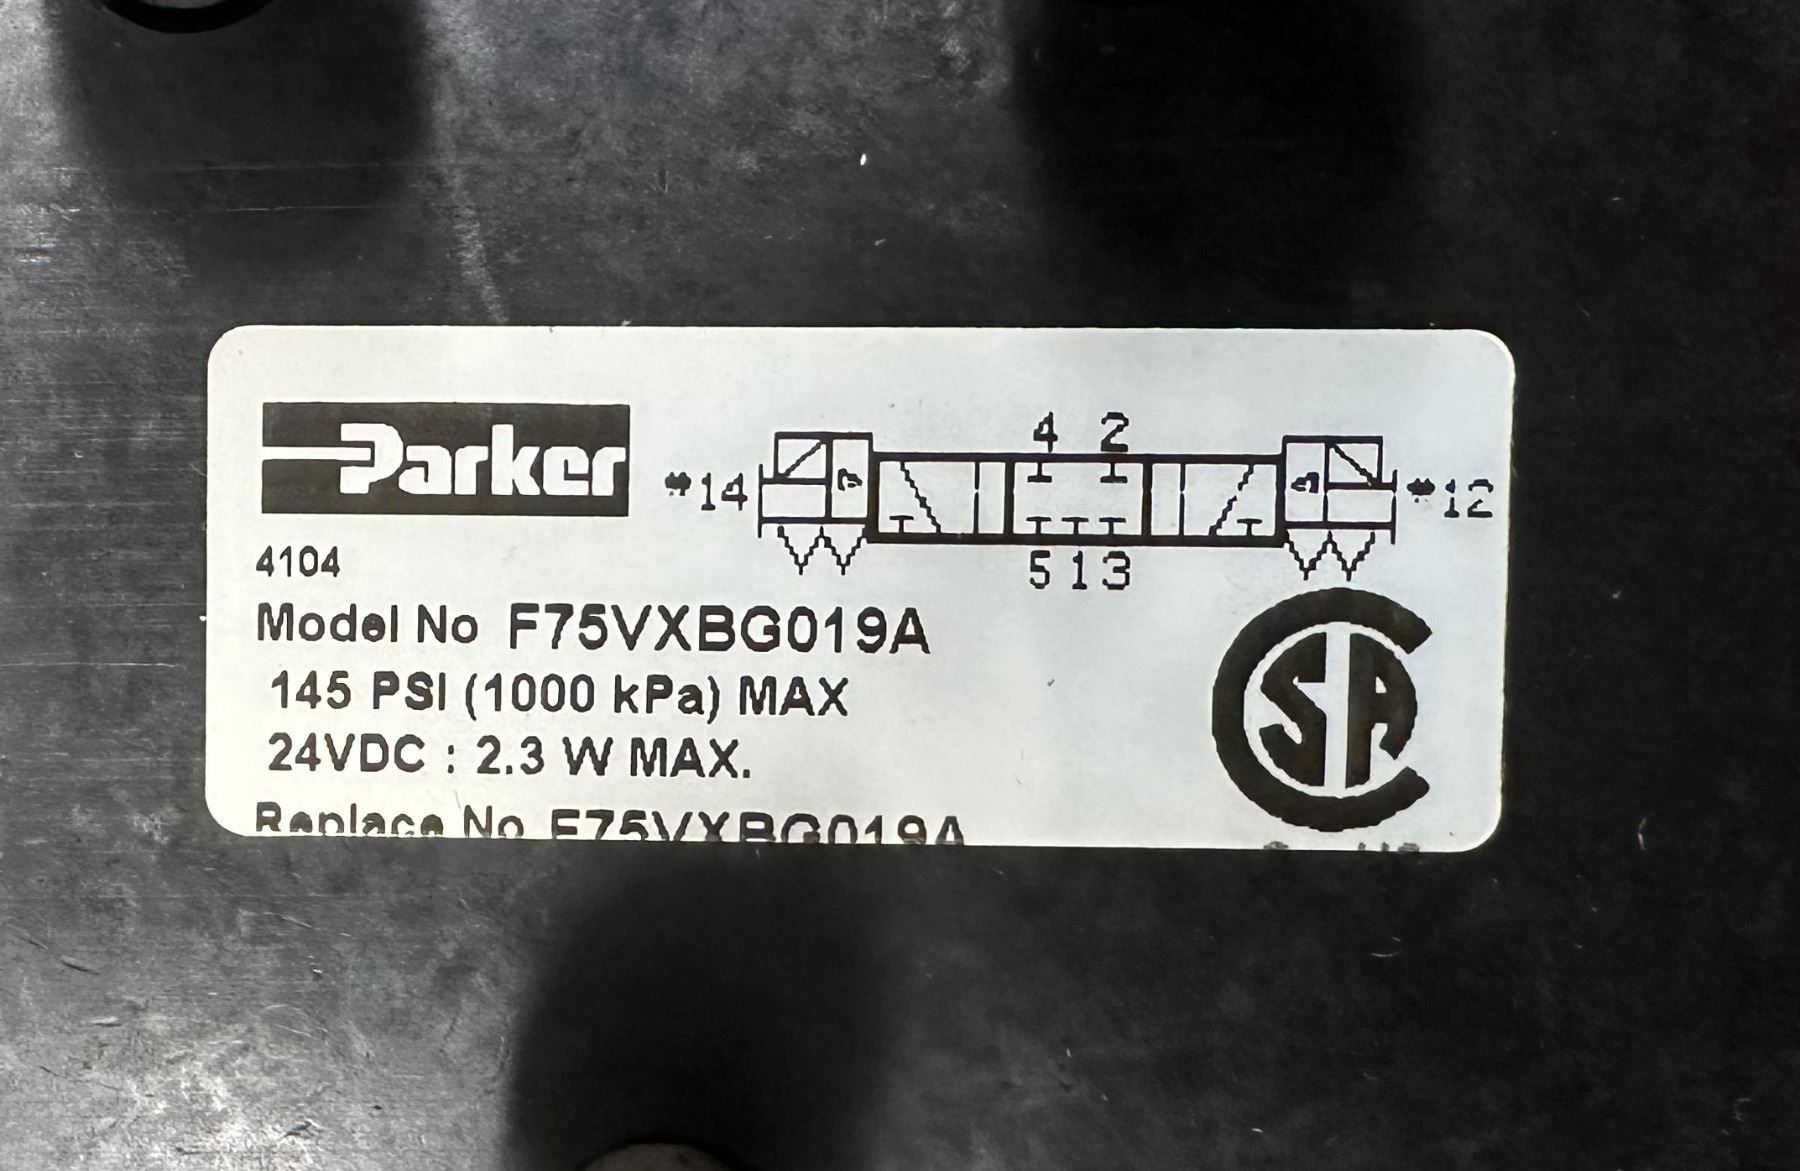 Parker
4 2
*14
*12
5 1 3
4104
Model No F75VXBG019A
145 PSI (1000 kPa) MAX
24VDC : 2.3 W MAX.
Replace No F75VXBG019A
CSA